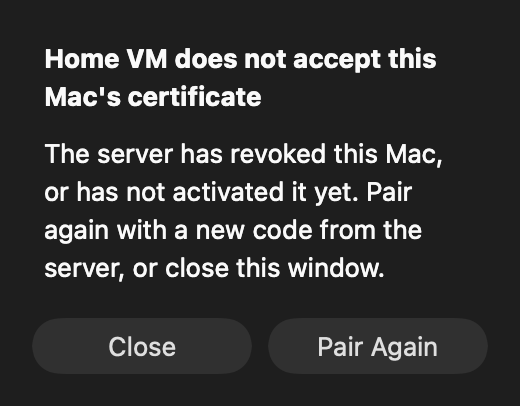 Home VM does not accept this
Mac's certificate
The server has revoked this Mac,
or has not activated it yet. Pair
again with a new code from the
server, or close this window.
Close
Pair Again